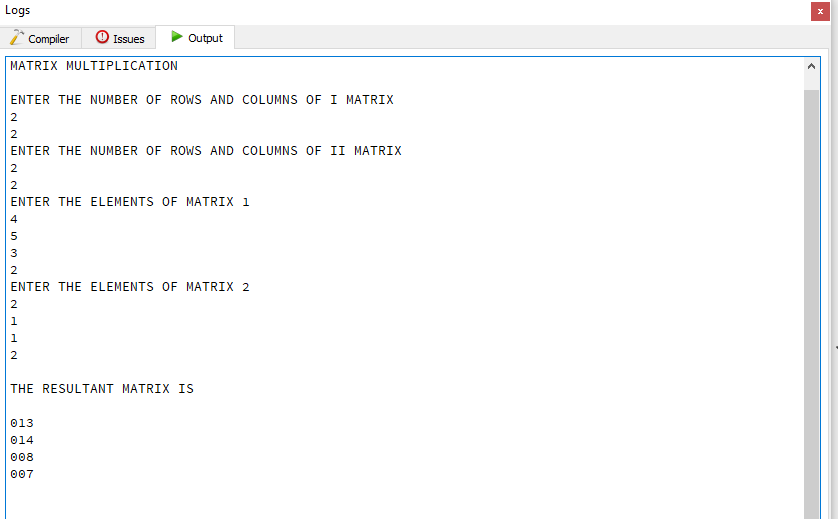 Logs
x
Compiler
Issues
Output
MATRIX MULTIPLICATION
ENTER THE NUMBER OF ROWS AND COLUMNS OF I MATRIX
2
2
ENTER THE NUMBER OF ROWS AND COLUMNS OF II MATRIX
2
2
ENTER THE ELEMENTS OF MATRIX 1
4
5
3
2
ENTER THE ELEMENTS OF MATRIX 2
2
1
1
2
THE RESULTANT MATRIX IS
013
014
008
007